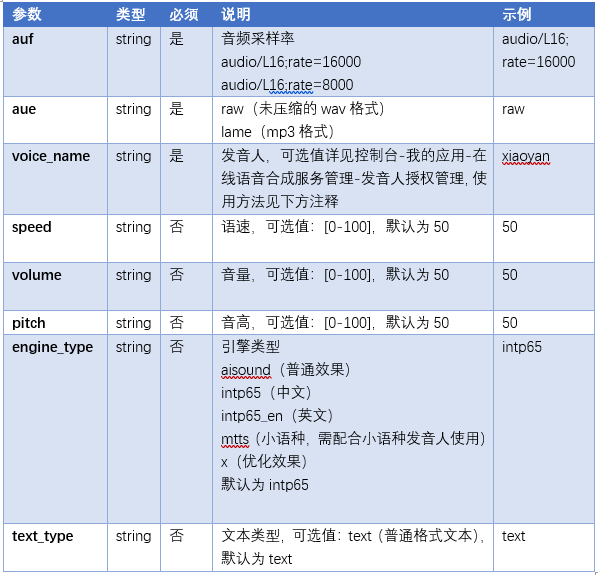 参数 类型 必须 说明 示例
auf string 是 音频采样率 audio/L16;
audio/L16;rate=16000 rate=16000
audio/L16;rate=8000
aue string 是 raw（未压缩的 wav 格式） raw
lame（mp3 格式）
voice_name string 是 发音人，可选值详见控制台-我的应用-在 xiaoyan
线语音合成服务管理-发音人授权管理，使
用方法见下方注释
speed string 否 语速，可选值：[0-100]，默认为 50 50
volume string 否 音量，可选值：[0-100]，默认为 50 50
pitch string 否 音高，可选值：[0-100]，默认为 50 50
engine_type string 否 引擎类型 intp65
aisound（普通效果）
intp65（中文）
intp65_en（英文）
mtts（小语种，需配合小语种发音人使用）
x（优化效果）
默认为 intp65
text_type string 否 文本类型，可选值：text（普通格式文本）， text
默认为 text